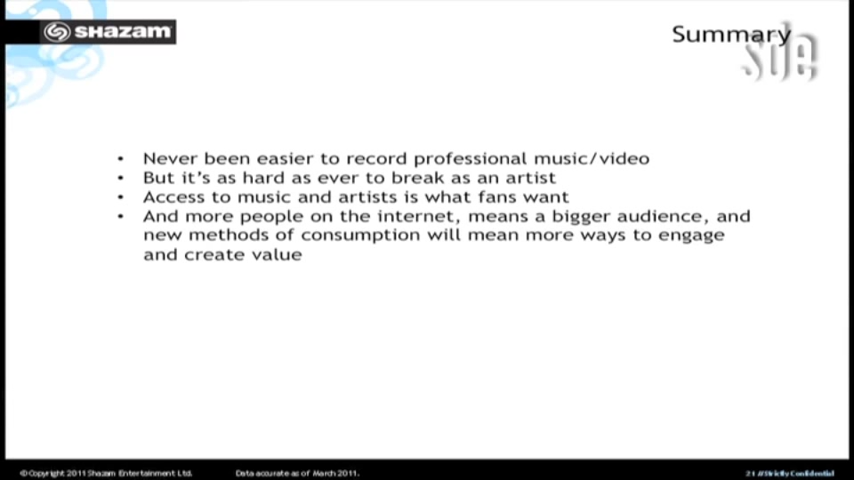 SHAZAM
Summary
sde
• Never been easier to record professional music/video
• But it's as hard as ever to break as an artist
• Access to music and artists is what fans want
• And more people on the internet, means a bigger audience, and
new methods of consumption will mean more ways to engage
and create value
© Copyright 2011 Shazam Entertainment Ltd.
Data accurate as of March 2011.
21 //Strictly Confidential